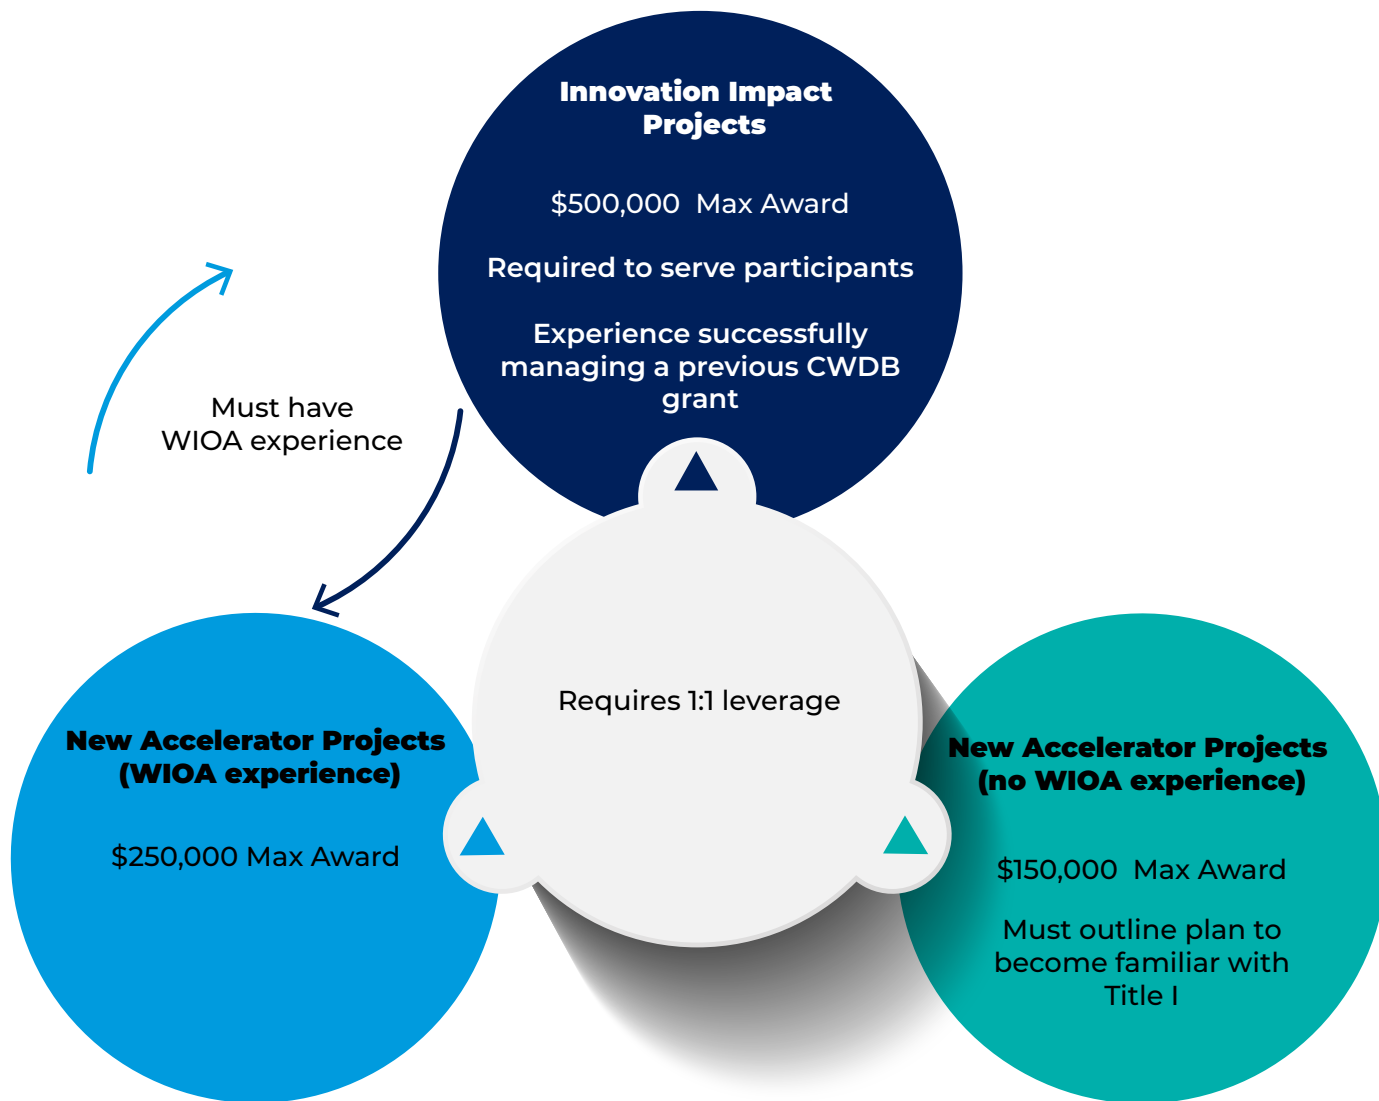 Innovation Impact
Projects
$500,000  Max Award
Required to serve participants
Experience successfully
managing a previous CWDB
grant
Must have
WIOA experience
Requires 1:1 leverage
New Accelerator Projects
(WIOA experience)
$250,000 Max Award
New Accelerator Projects
(no WIOA experience)
$150,000  Max Award
Must outline plan to
become familiar with
Title I